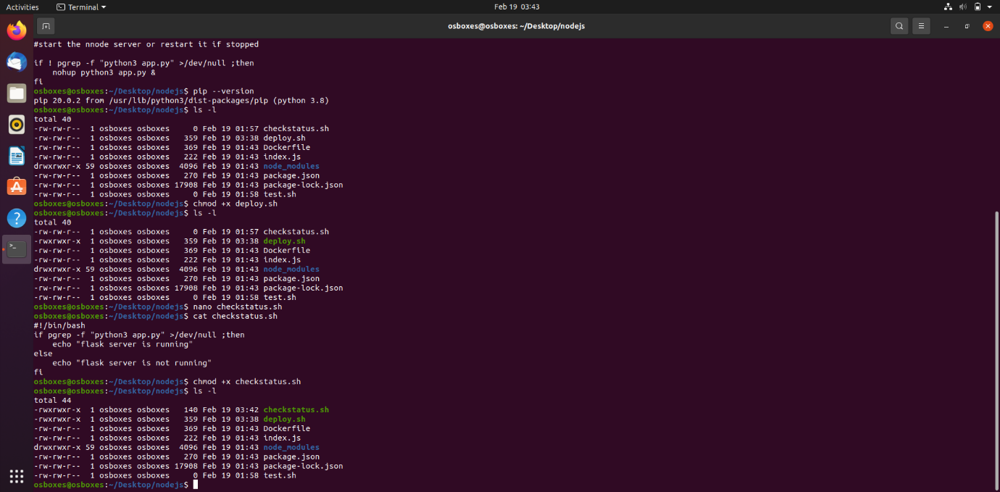 Activities Terminal Feb 19 03:43
osboxes@osboxes: ~/Desktop/nodejs
#start the nnode server or restart it if stopped
if ! pgrep -f "python3 app.py" >/dev/null ;then
    nohup python3 app.py &
fi
osboxes@osboxes:~/Desktop/nodejs$ pip --version
pip 20.0.2 from /usr/lib/python3/dist-packages/pip (python 3.8)
osboxes@osboxes:~/Desktop/nodejs$ ls -l
total 40
-rw-rw-r--  1 osboxes osboxes     0 Feb 19 01:57 checkstatus.sh
-rw-rw-r--  1 osboxes osboxes   359 Feb 19 03:38 deploy.sh
-rw-rw-r--  1 osboxes osboxes   369 Feb 19 01:43 Dockerfile
-rw-rw-r--  1 osboxes osboxes   222 Feb 19 01:43 index.js
drwxrwxr-x 59 osboxes osboxes  4096 Feb 19 01:43 node_modules
-rw-rw-r--  1 osboxes osboxes   270 Feb 19 01:43 package.json
-rw-rw-r--  1 osboxes osboxes 17908 Feb 19 01:43 package-lock.json
-rw-rw-r--  1 osboxes osboxes     0 Feb 19 01:58 test.sh
osboxes@osboxes:~/Desktop/nodejs$ chmod +x deploy.sh
osboxes@osboxes:~/Desktop/nodejs$ ls -l
total 40
-rw-rw-r--  1 osboxes osboxes     0 Feb 19 01:57 checkstatus.sh
-rwxrwxr-x  1 osboxes osboxes   359 Feb 19 03:38 deploy.sh
-rw-rw-r--  1 osboxes osboxes   369 Feb 19 01:43 Dockerfile
-rw-rw-r--  1 osboxes osboxes   222 Feb 19 01:43 index.js
drwxrwxr-x 59 osboxes osboxes  4096 Feb 19 01:43 node_modules
-rw-rw-r--  1 osboxes osboxes   270 Feb 19 01:43 package.json
-rw-rw-r--  1 osboxes osboxes 17908 Feb 19 01:43 package-lock.json
-rw-rw-r--  1 osboxes osboxes     0 Feb 19 01:58 test.sh
osboxes@osboxes:~/Desktop/nodejs$ nano checkstatus.sh
osboxes@osboxes:~/Desktop/nodejs$ cat checkstatus.sh
#!/bin/bash
if pgrep -f "python3 app.py" >/dev/null ;then
    echo "flask server is running"
else
    echo "flask server is not running"
fi
osboxes@osboxes:~/Desktop/nodejs$ chmod +x checkstatus.sh
osboxes@osboxes:~/Desktop/nodejs$ ls -l
total 44
-rwxrwxr-x  1 osboxes osboxes   140 Feb 19 03:42 checkstatus.sh
-rwxrwxr-x  1 osboxes osboxes   359 Feb 19 03:38 deploy.sh
-rw-rw-r--  1 osboxes osboxes   369 Feb 19 01:43 Dockerfile
-rw-rw-r--  1 osboxes osboxes   222 Feb 19 01:43 index.js
drwxrwxr-x 59 osboxes osboxes  4096 Feb 19 01:43 node_modules
-rw-rw-r--  1 osboxes osboxes   270 Feb 19 01:43 package.json
-rw-rw-r--  1 osboxes osboxes 17908 Feb 19 01:43 package-lock.json
-rw-rw-r--  1 osboxes osboxes     0 Feb 19 01:58 test.sh
osboxes@osboxes:~/Desktop/nodejs$